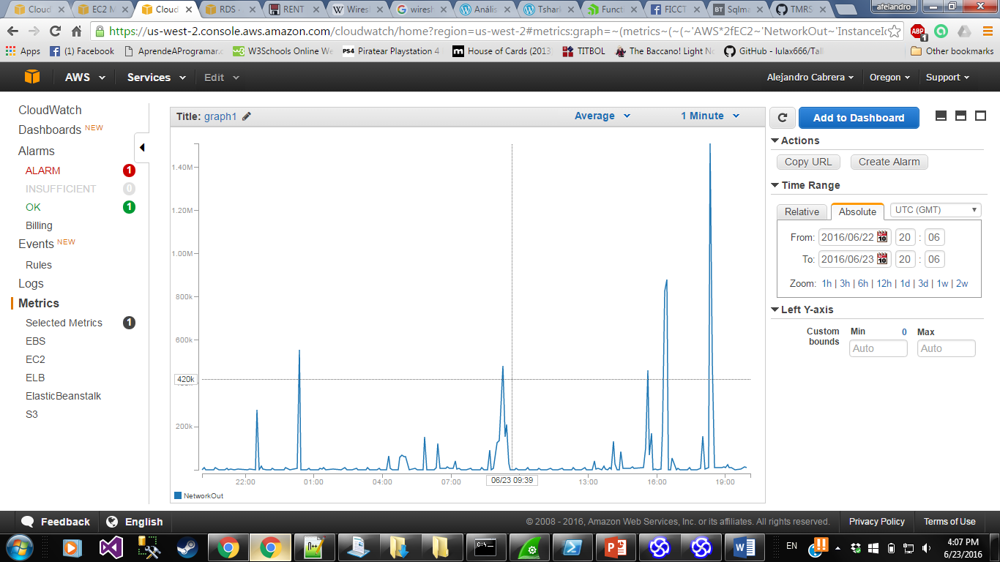 Cloud
EC2 M
Cloud
RDS -
RENT
Wiresh
wiresh
Anális
Tshark
Functi
FICCT
BT Sqlma
TMRS
afelandro
https://us-west-2.console.aws.amazon.com/cloudwatch/home?region=us-west-2#metrics:graph=~(metrics~(~(~'AWS*2fEC2~'NetworkOut~'InstanceId
ABP 1
Apps
(1) Facebook
AprendeAProgramar.c
W3Schools Online We
PS4 Piratear Playstation 4
House of Cards (2013
TITBOL
The Baccano! Light No
GitHub - lulax666/Tall
Other bookmarks
AWS
Services
Edit
Alejandro Cabrera
Oregon
Support
CloudWatch
Dashboards NEW
Alarms
ALARM 1
INSUFFICIENT 0
OK 1
Billing
Events NEW
Rules
Logs
Metrics
Selected Metrics 1
EBS
EC2
ELB
ElasticBeanstalk
S3
Title: graph1
Average
1 Minute
1.40M
1.20M
1.00M
800k
600k
420k
200k
22:00
01:00
04:00
07:00
06/23 09:39
13:00
16:00
19:00
NetworkOut
Add to Dashboard
Actions
Copy URL
Create Alarm
Time Range
Relative
Absolute
UTC (GMT)
From: 2016/06/22 10 20 : 06
To: 2016/06/23 10 20 : 06
Zoom: 1h | 3h | 6h | 12h | 1d | 3d | 1w | 2w
Left Y-axis
Custom bounds
Min 0 Max
Auto
Auto
Feedback
English
© 2008 - 2016, Amazon Web Services, Inc. or its affiliates. All rights reserved.
Privacy Policy
Terms of Use
EN
4:07 PM
6/23/2016